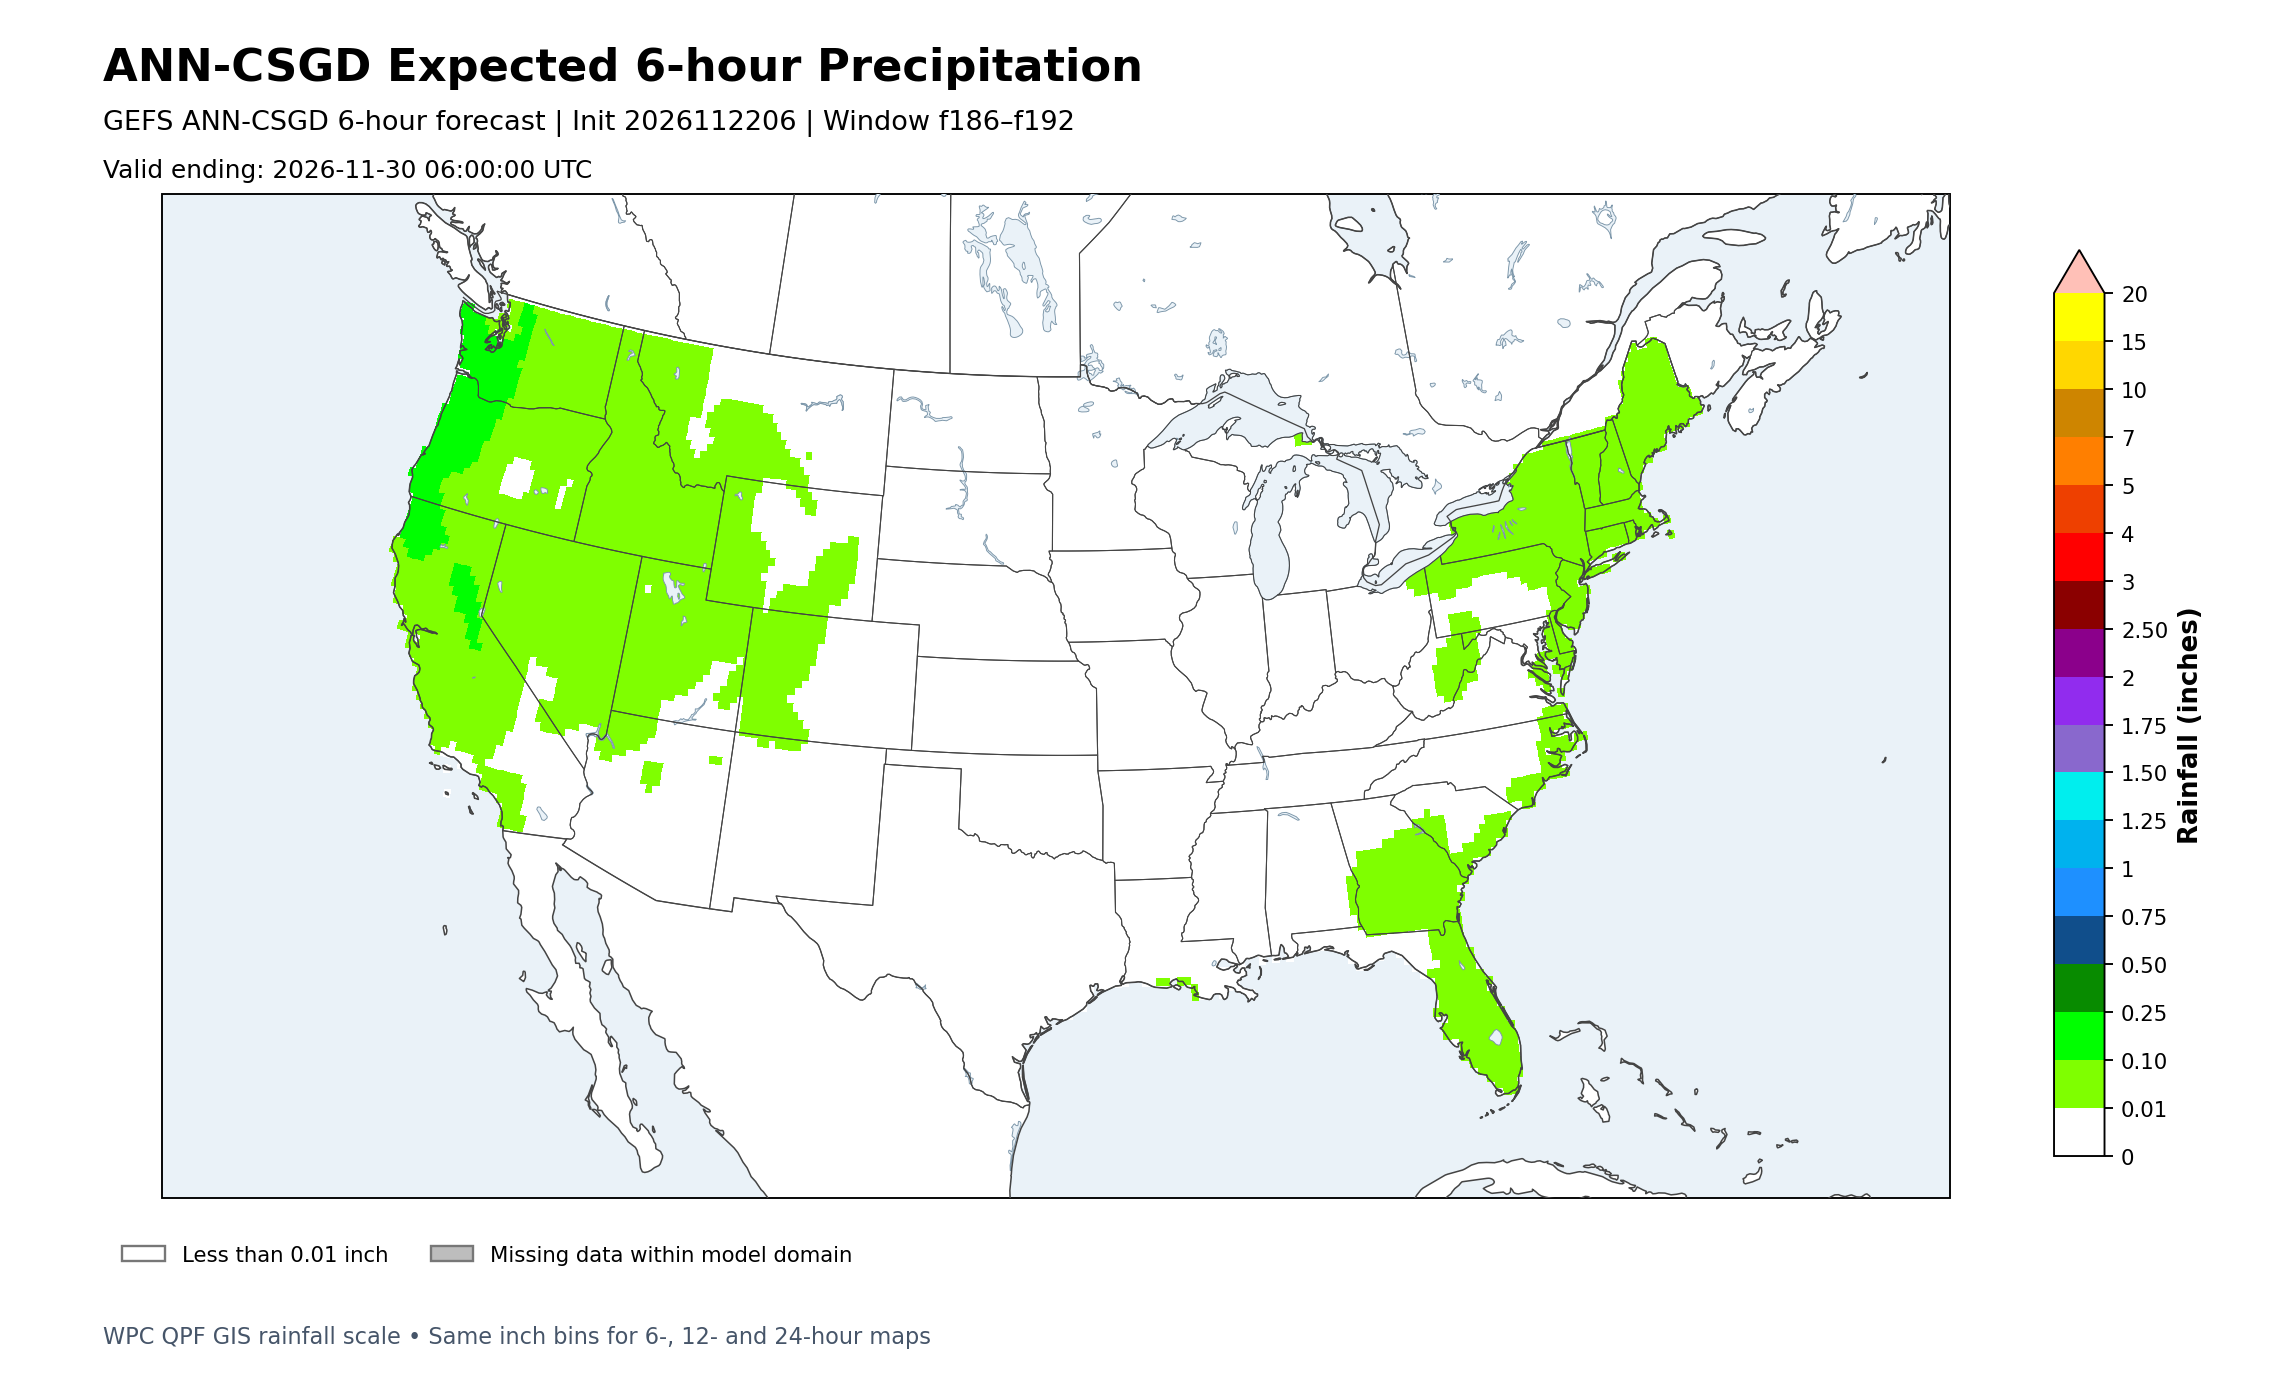 ANN-CSGD Expected 6-hour Precipitation
GEFS ANN-CSGD 6-hour forecast | Init 2026112206 | Window f186–f192
Valid ending: 2026-11-30 06:00:00 UTC
20
15
10
7
5
4
3
2.50
2
1.75
1.50
1.25
1
0.75
0.50
0.25
0.10
0.01
0
Rainfall (inches)
Less than 0.01 inch
Missing data within model domain
WPC QPF GIS rainfall scale • Same inch bins for 6-, 12- and 24-hour maps